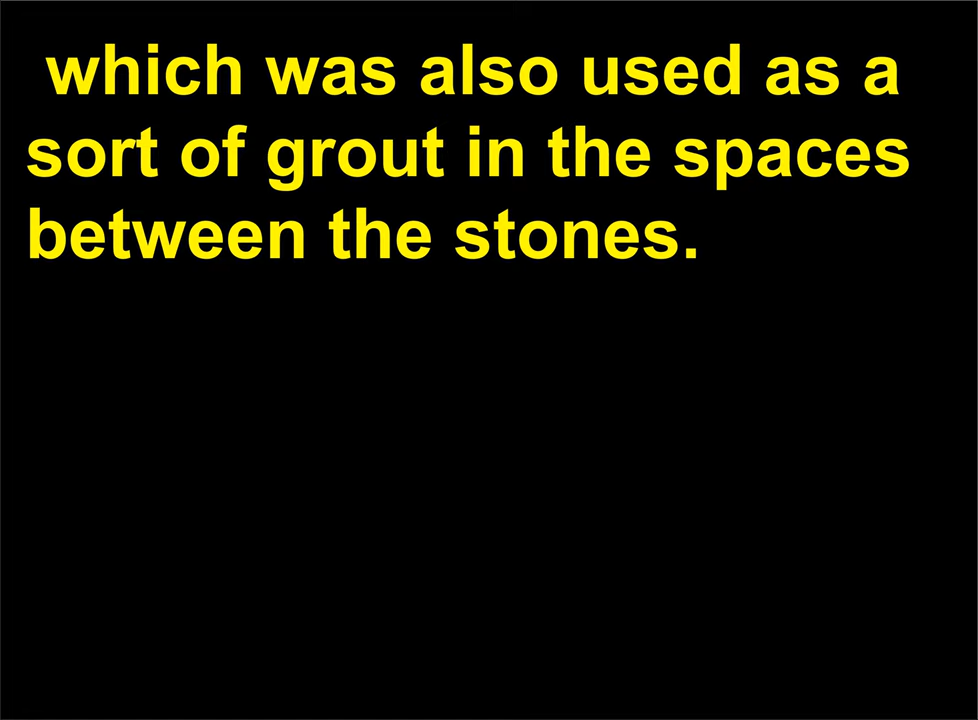 which was also used as a
sort of grout in the spaces
between the stones.